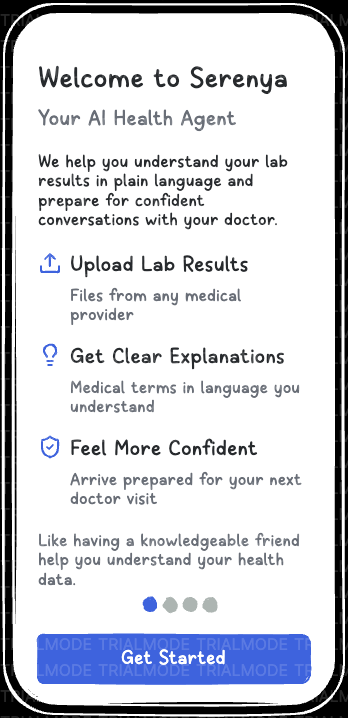 Welcome to Serenya
Your AI Health Agent
We help you understand your lab
results in plain language and
prepare for confident
conversations with your doctor.
Upload Lab Results
Files from any medical
provider
Get Clear Explanations
Medical terms in language you
understand
Feel More Confident
Arrive prepared for your next
doctor visit
Like having a knowledgeable friend
help you understand your health
data.
TRIALMODE TRIALMODE TRIALMODE
Get Started